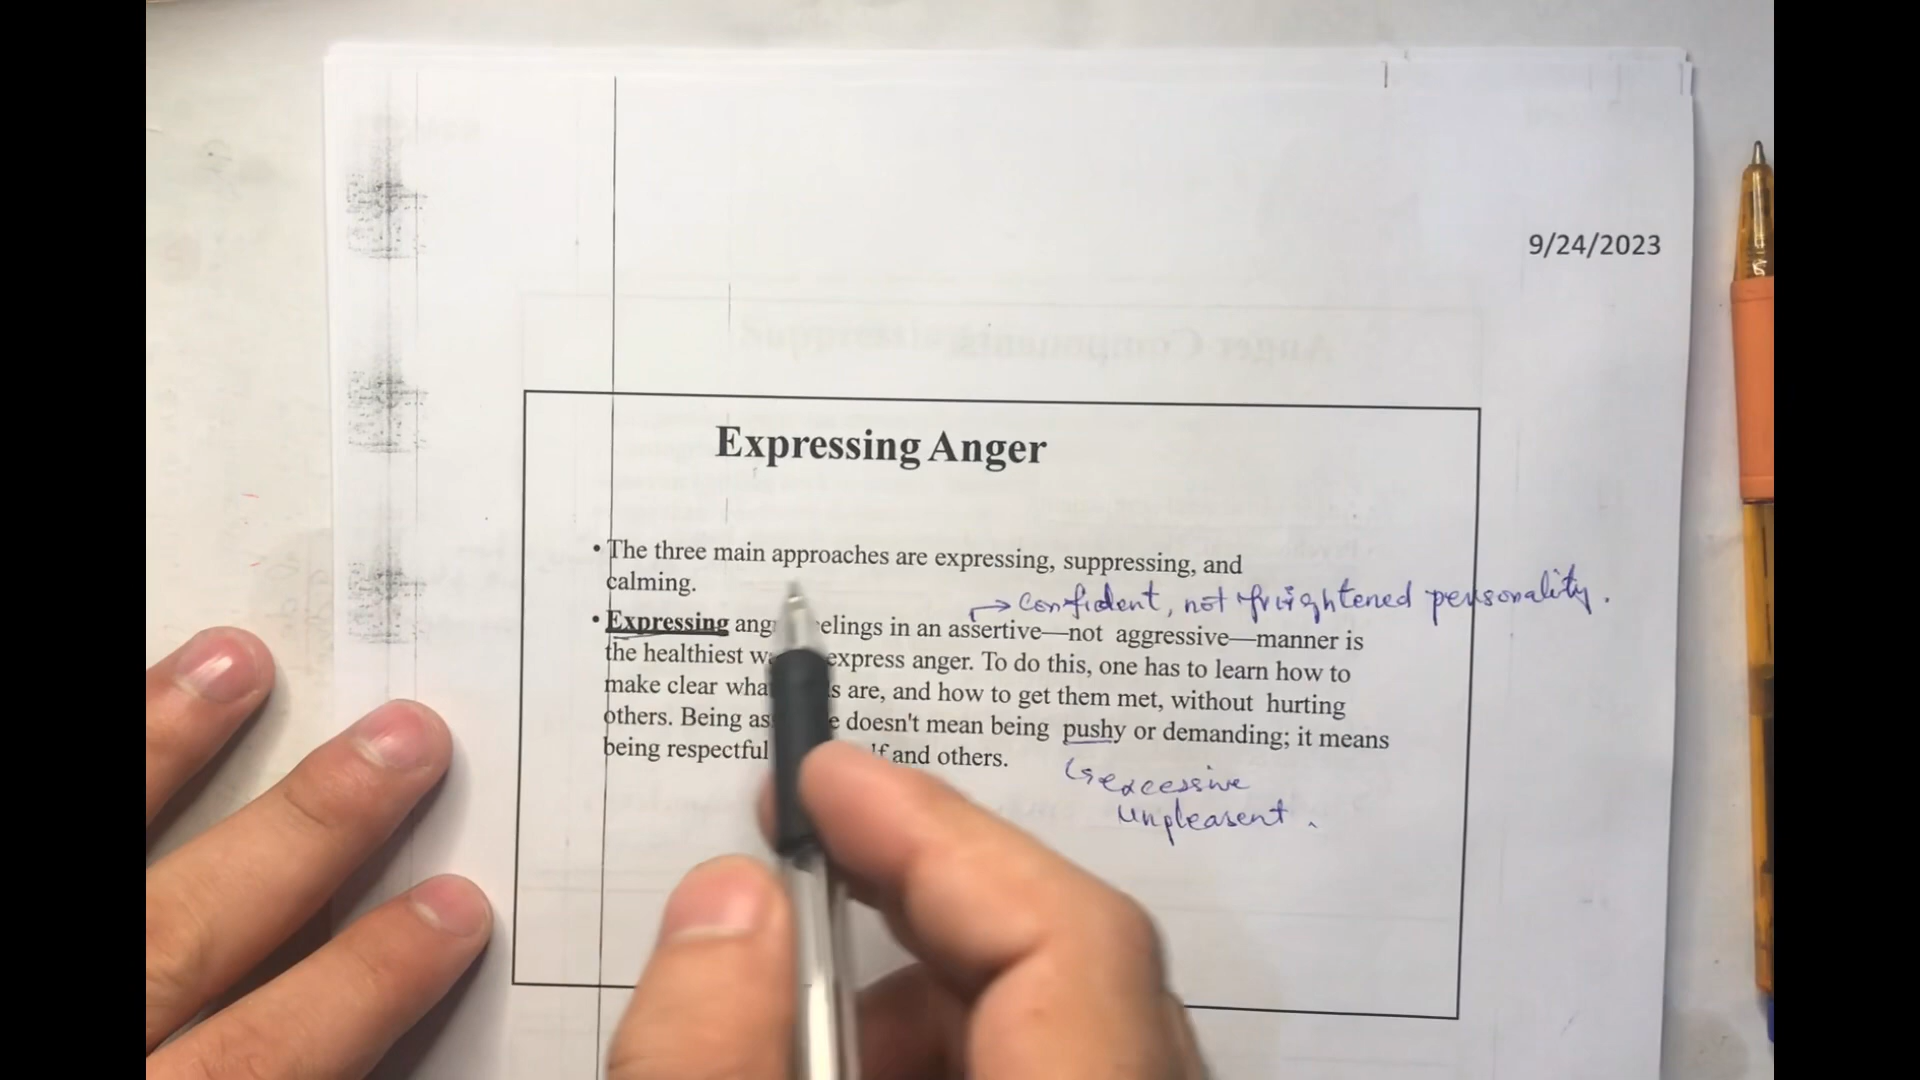 9/24/2023
Expressing Anger
• The three main approaches are expressing, suppressing, and
calming.
→ confident, not frightened personality.
• Expressing elings in an assertive—not aggressive—manner is
the healthiest express anger. To do this, one has to learn how to
make clear are, and how to get them met, without hurting
others. Being doesn't mean being pushy or demanding; it means
being respectful and others.
↳ excessive
unpleasent.